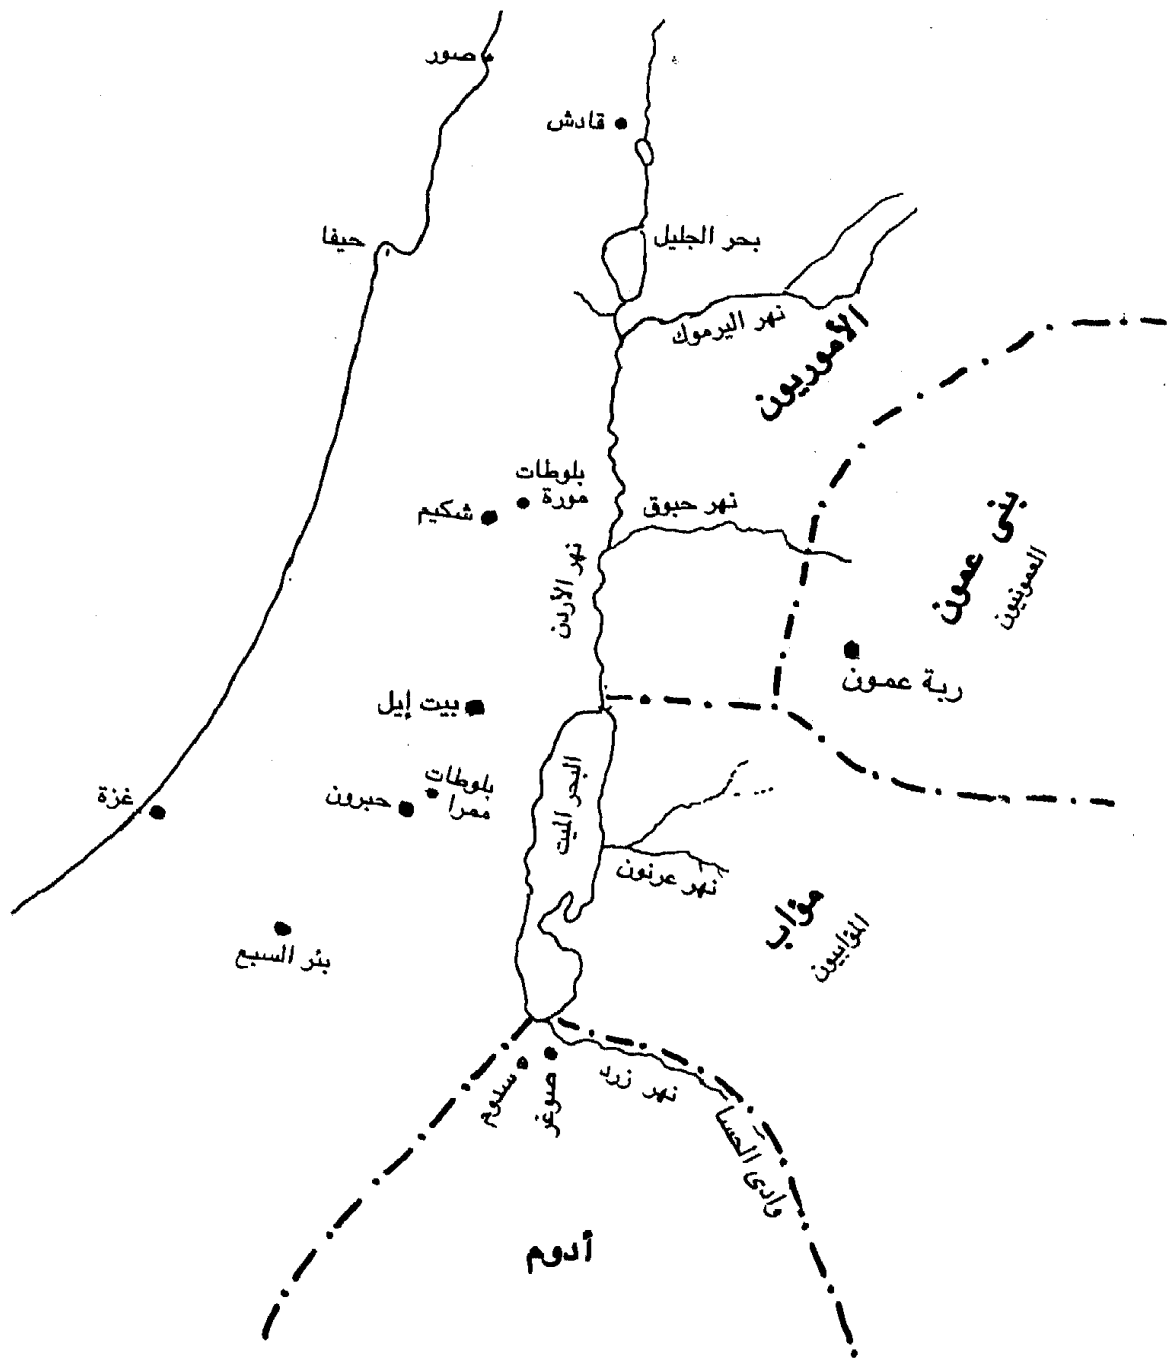 صور
قادش
حيفا
بحر الجليل
نهر اليرموك
الأموريون
بلوطات
مورة
شكيم
نهر حبوق
بنى عمون
العمونيون
نهر الأردن
ربة عمون
بيت إيل
البحر الميت
بلوطات
ممرا
حبرون
غزة
نهر عرنون
مؤاب
المؤابيون
بئر السبع
سدوم
صوغر
نهر زرد
وادى الحسا
أدوم